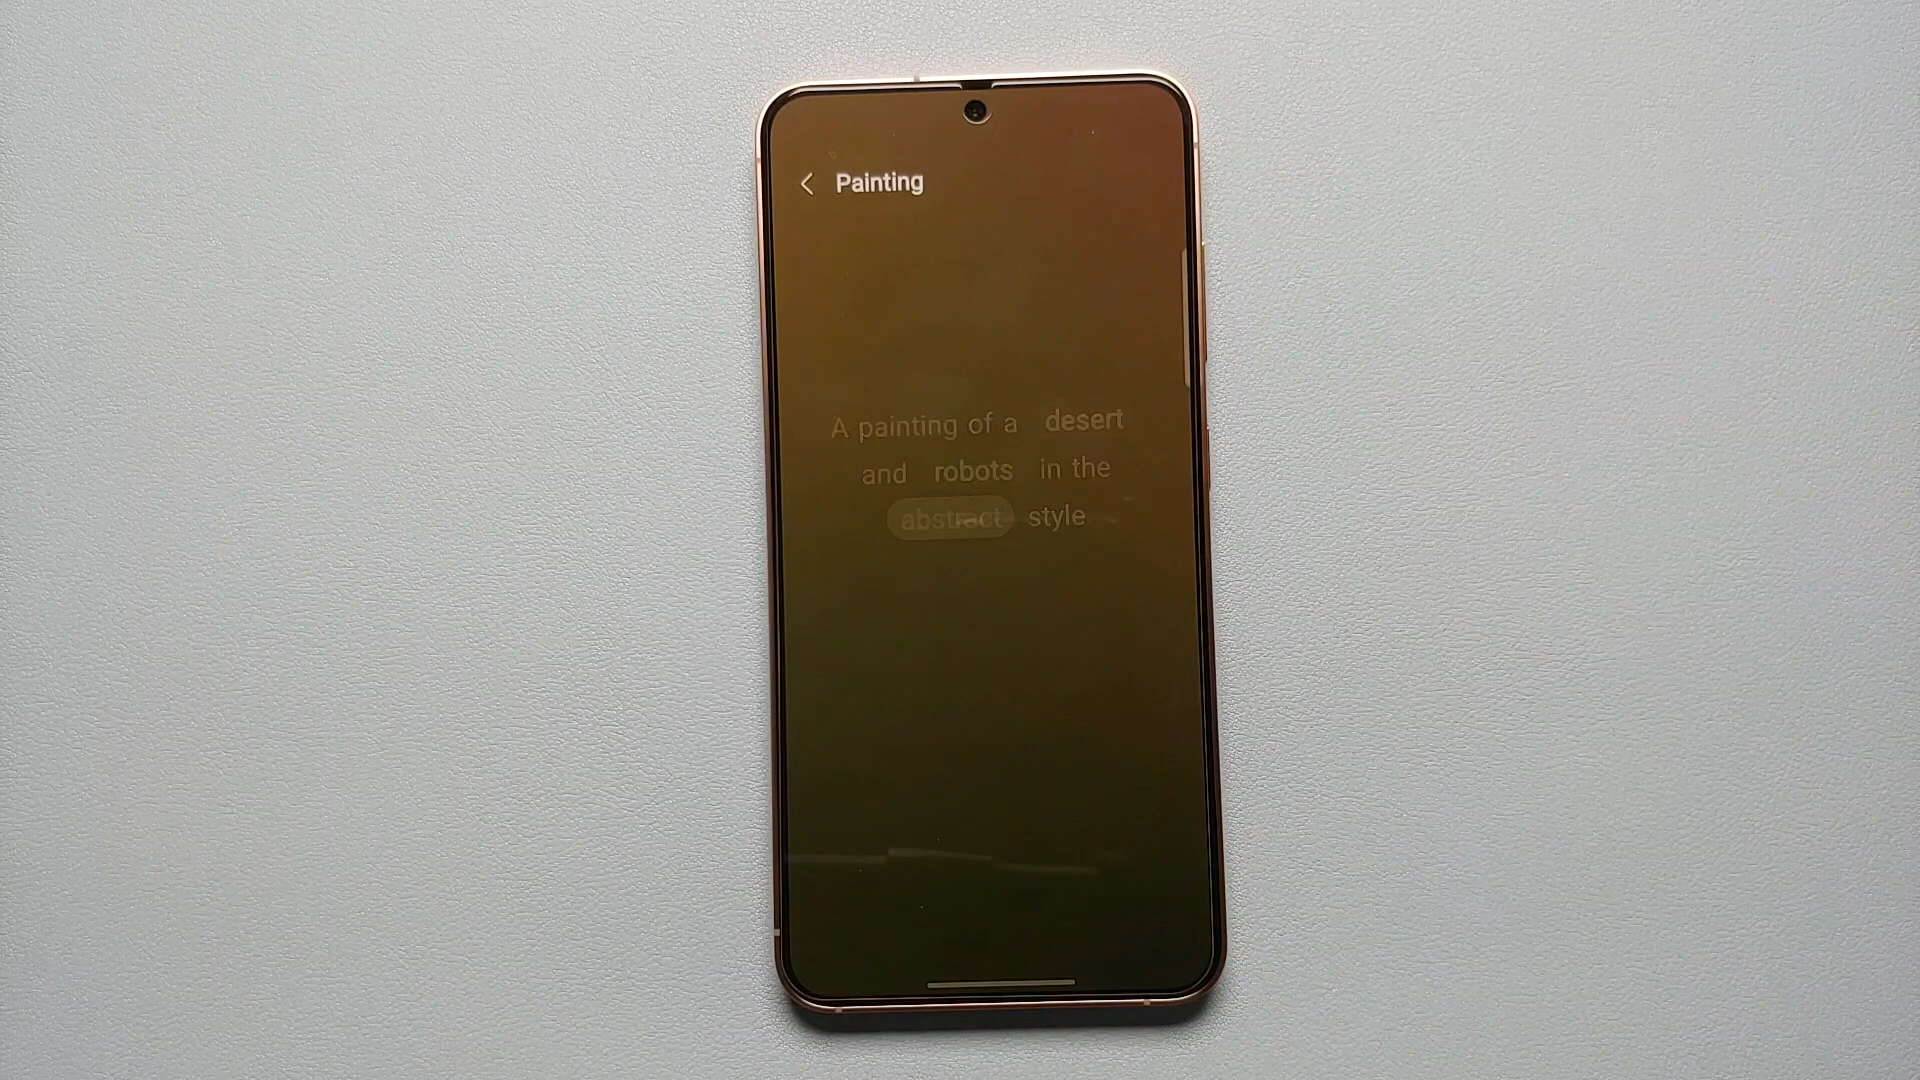 Painting
A painting of a desert
and robots in the
abstract style